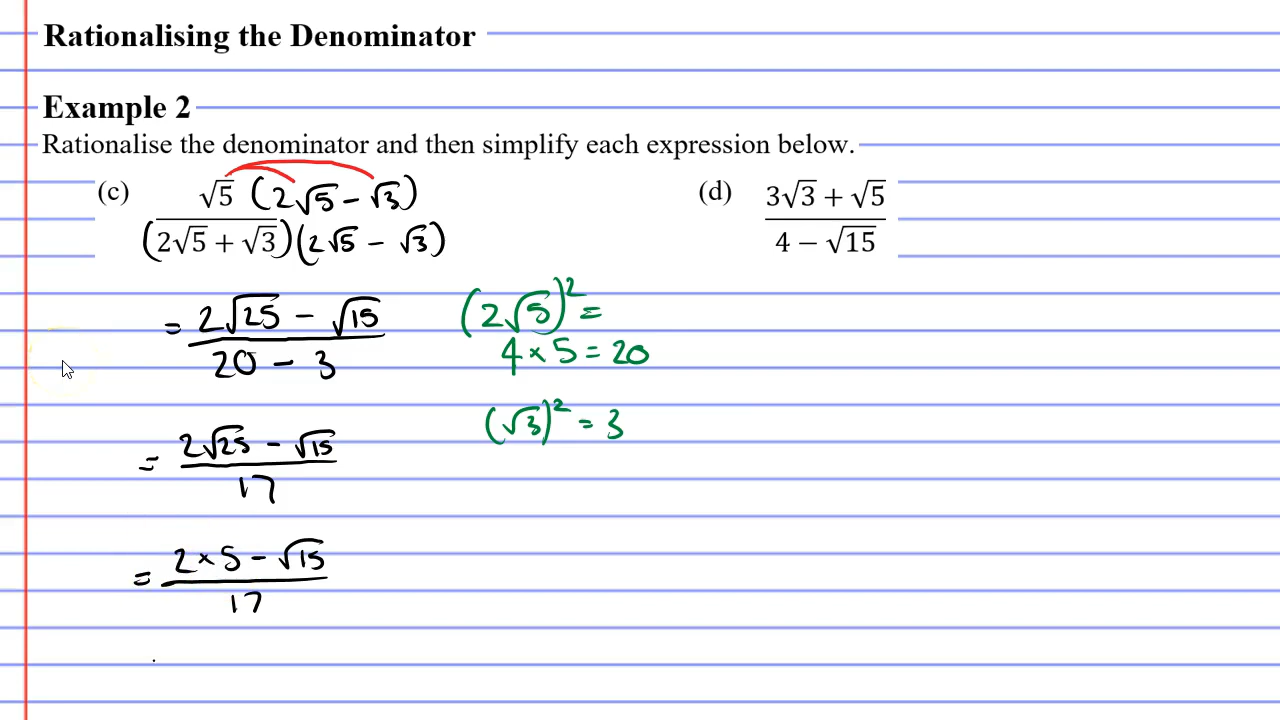 Rationalising the Denominator
Example 2
Rationalise the denominator and then simplify each expression below.
(c) √5 (2√5 − √3)
(2√5 + √3)(2√5 − √3)
= 2√25 − √15
20 − 3
= 2√25 − √15
17
= 2 × 5 − √15
17
(2√5)² =
4 × 5 = 20
(√3)² = 3
(d) 3√3 + √5
4 − √15